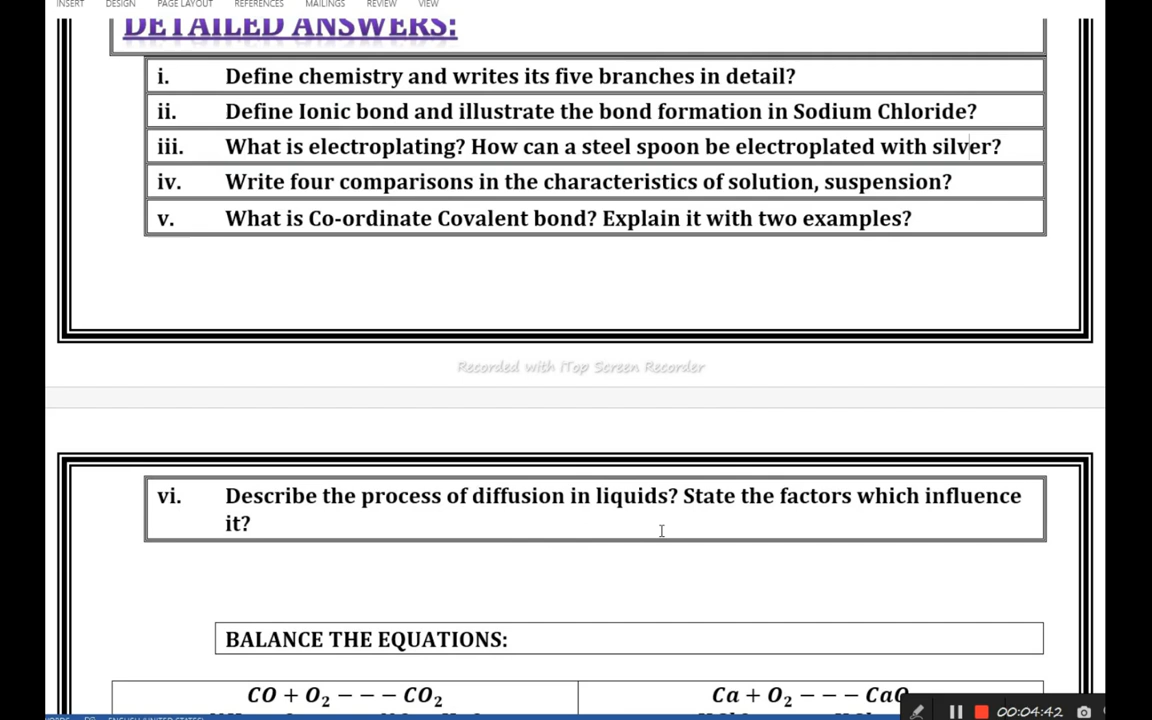 INSERT DESIGN PAGE LAYOUT REFERENCES MAILINGS REVIEW VIEW
DETAILED ANSWERS:
i. Define chemistry and writes its five branches in detail?
ii. Define Ionic bond and illustrate the bond formation in Sodium Chloride?
iii. What is electroplating? How can a steel spoon be electroplated with silver?
iv. Write four comparisons in the characteristics of solution, suspension?
v. What is Co-ordinate Covalent bond? Explain it with two examples?
Recorded with iTop Screen Recorder
vi. Describe the process of diffusion in liquids? State the factors which influence
it?
BALANCE THE EQUATIONS:
CO + O₂ − − − CO₂ Ca + O₂ − − − CaO
00:04:42